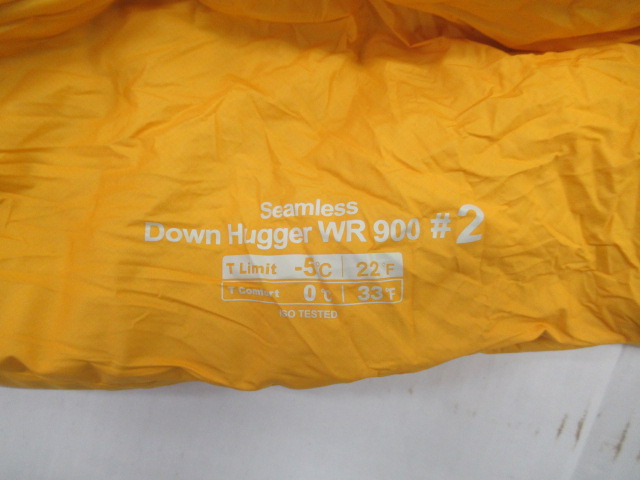 Seamless
Down Hugger WR 900 #2
T Limit -5℃ 22°F
T Comfort 0℃ 33°F
ISO TESTED